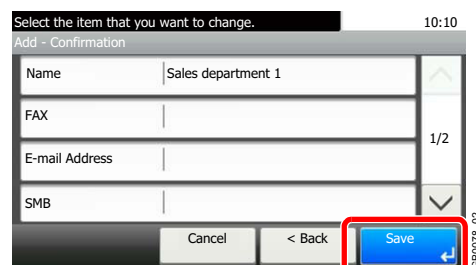 Select the item that you want to change. 10:10
Add - Confirmation
Name Sales department 1
FAX
1/2
E-mail Address
SMB
Cancel < Back Save